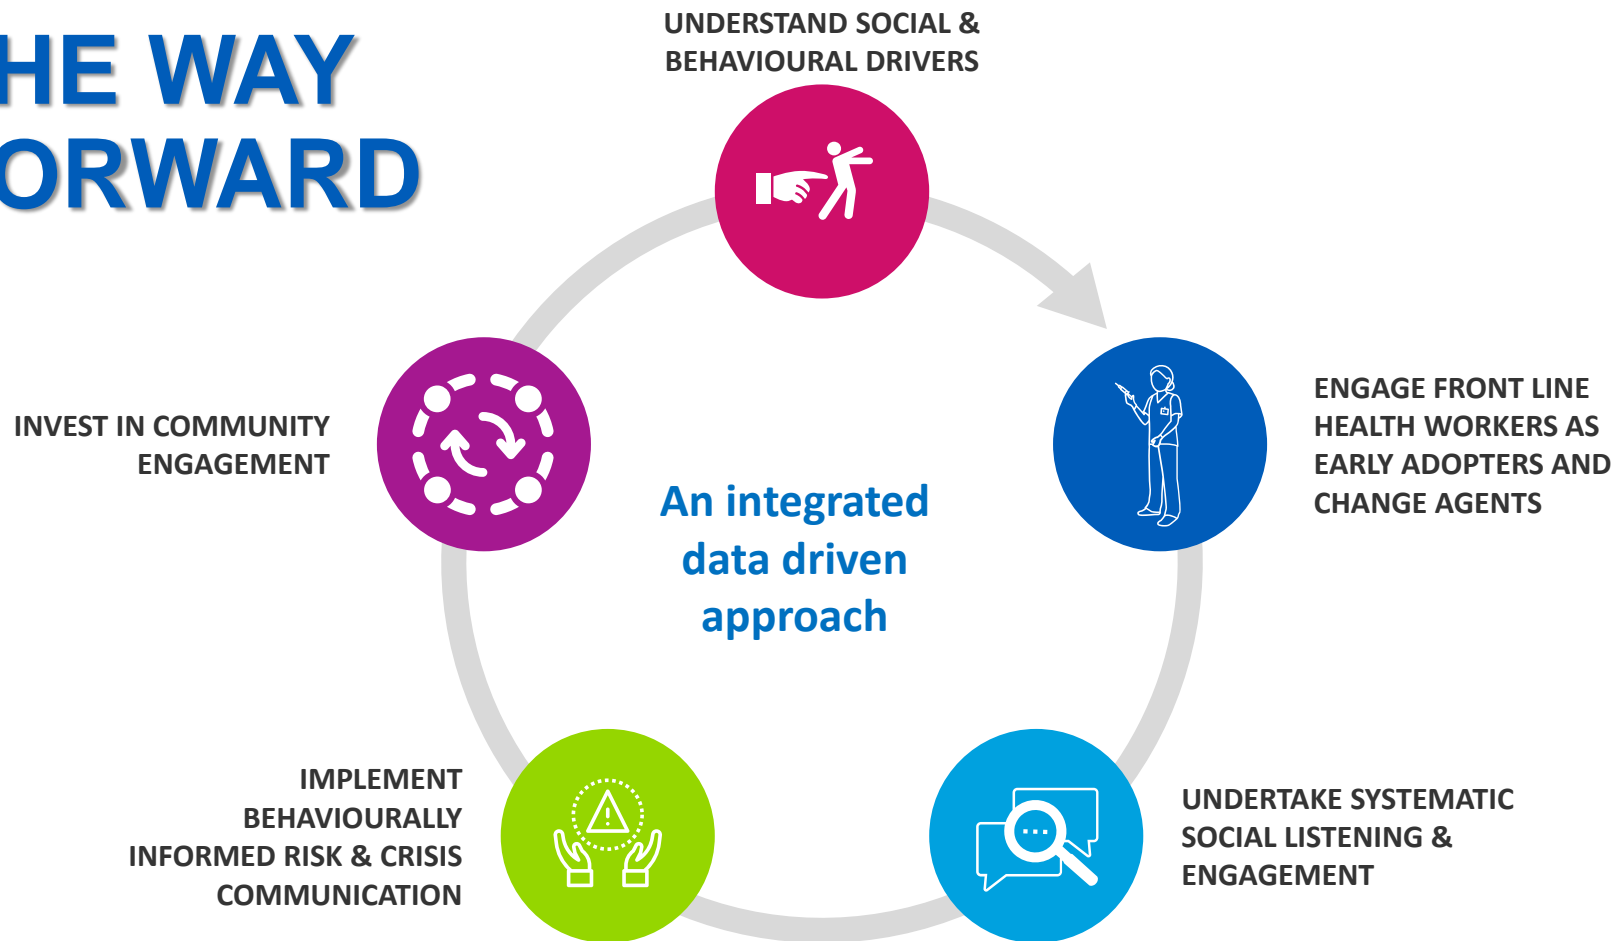 HE WAY
ORWARD
UNDERSTAND SOCIAL &
BEHAVIOURAL DRIVERS
ENGAGE FRONT LINE
HEALTH WORKERS AS
EARLY ADOPTERS AND
CHANGE AGENTS
UNDERTAKE SYSTEMATIC
SOCIAL LISTENING &
ENGAGEMENT
IMPLEMENT
BEHAVIOURALLY
INFORMED RISK & CRISIS
COMMUNICATION
INVEST IN COMMUNITY
ENGAGEMENT
An integrated
data driven
approach